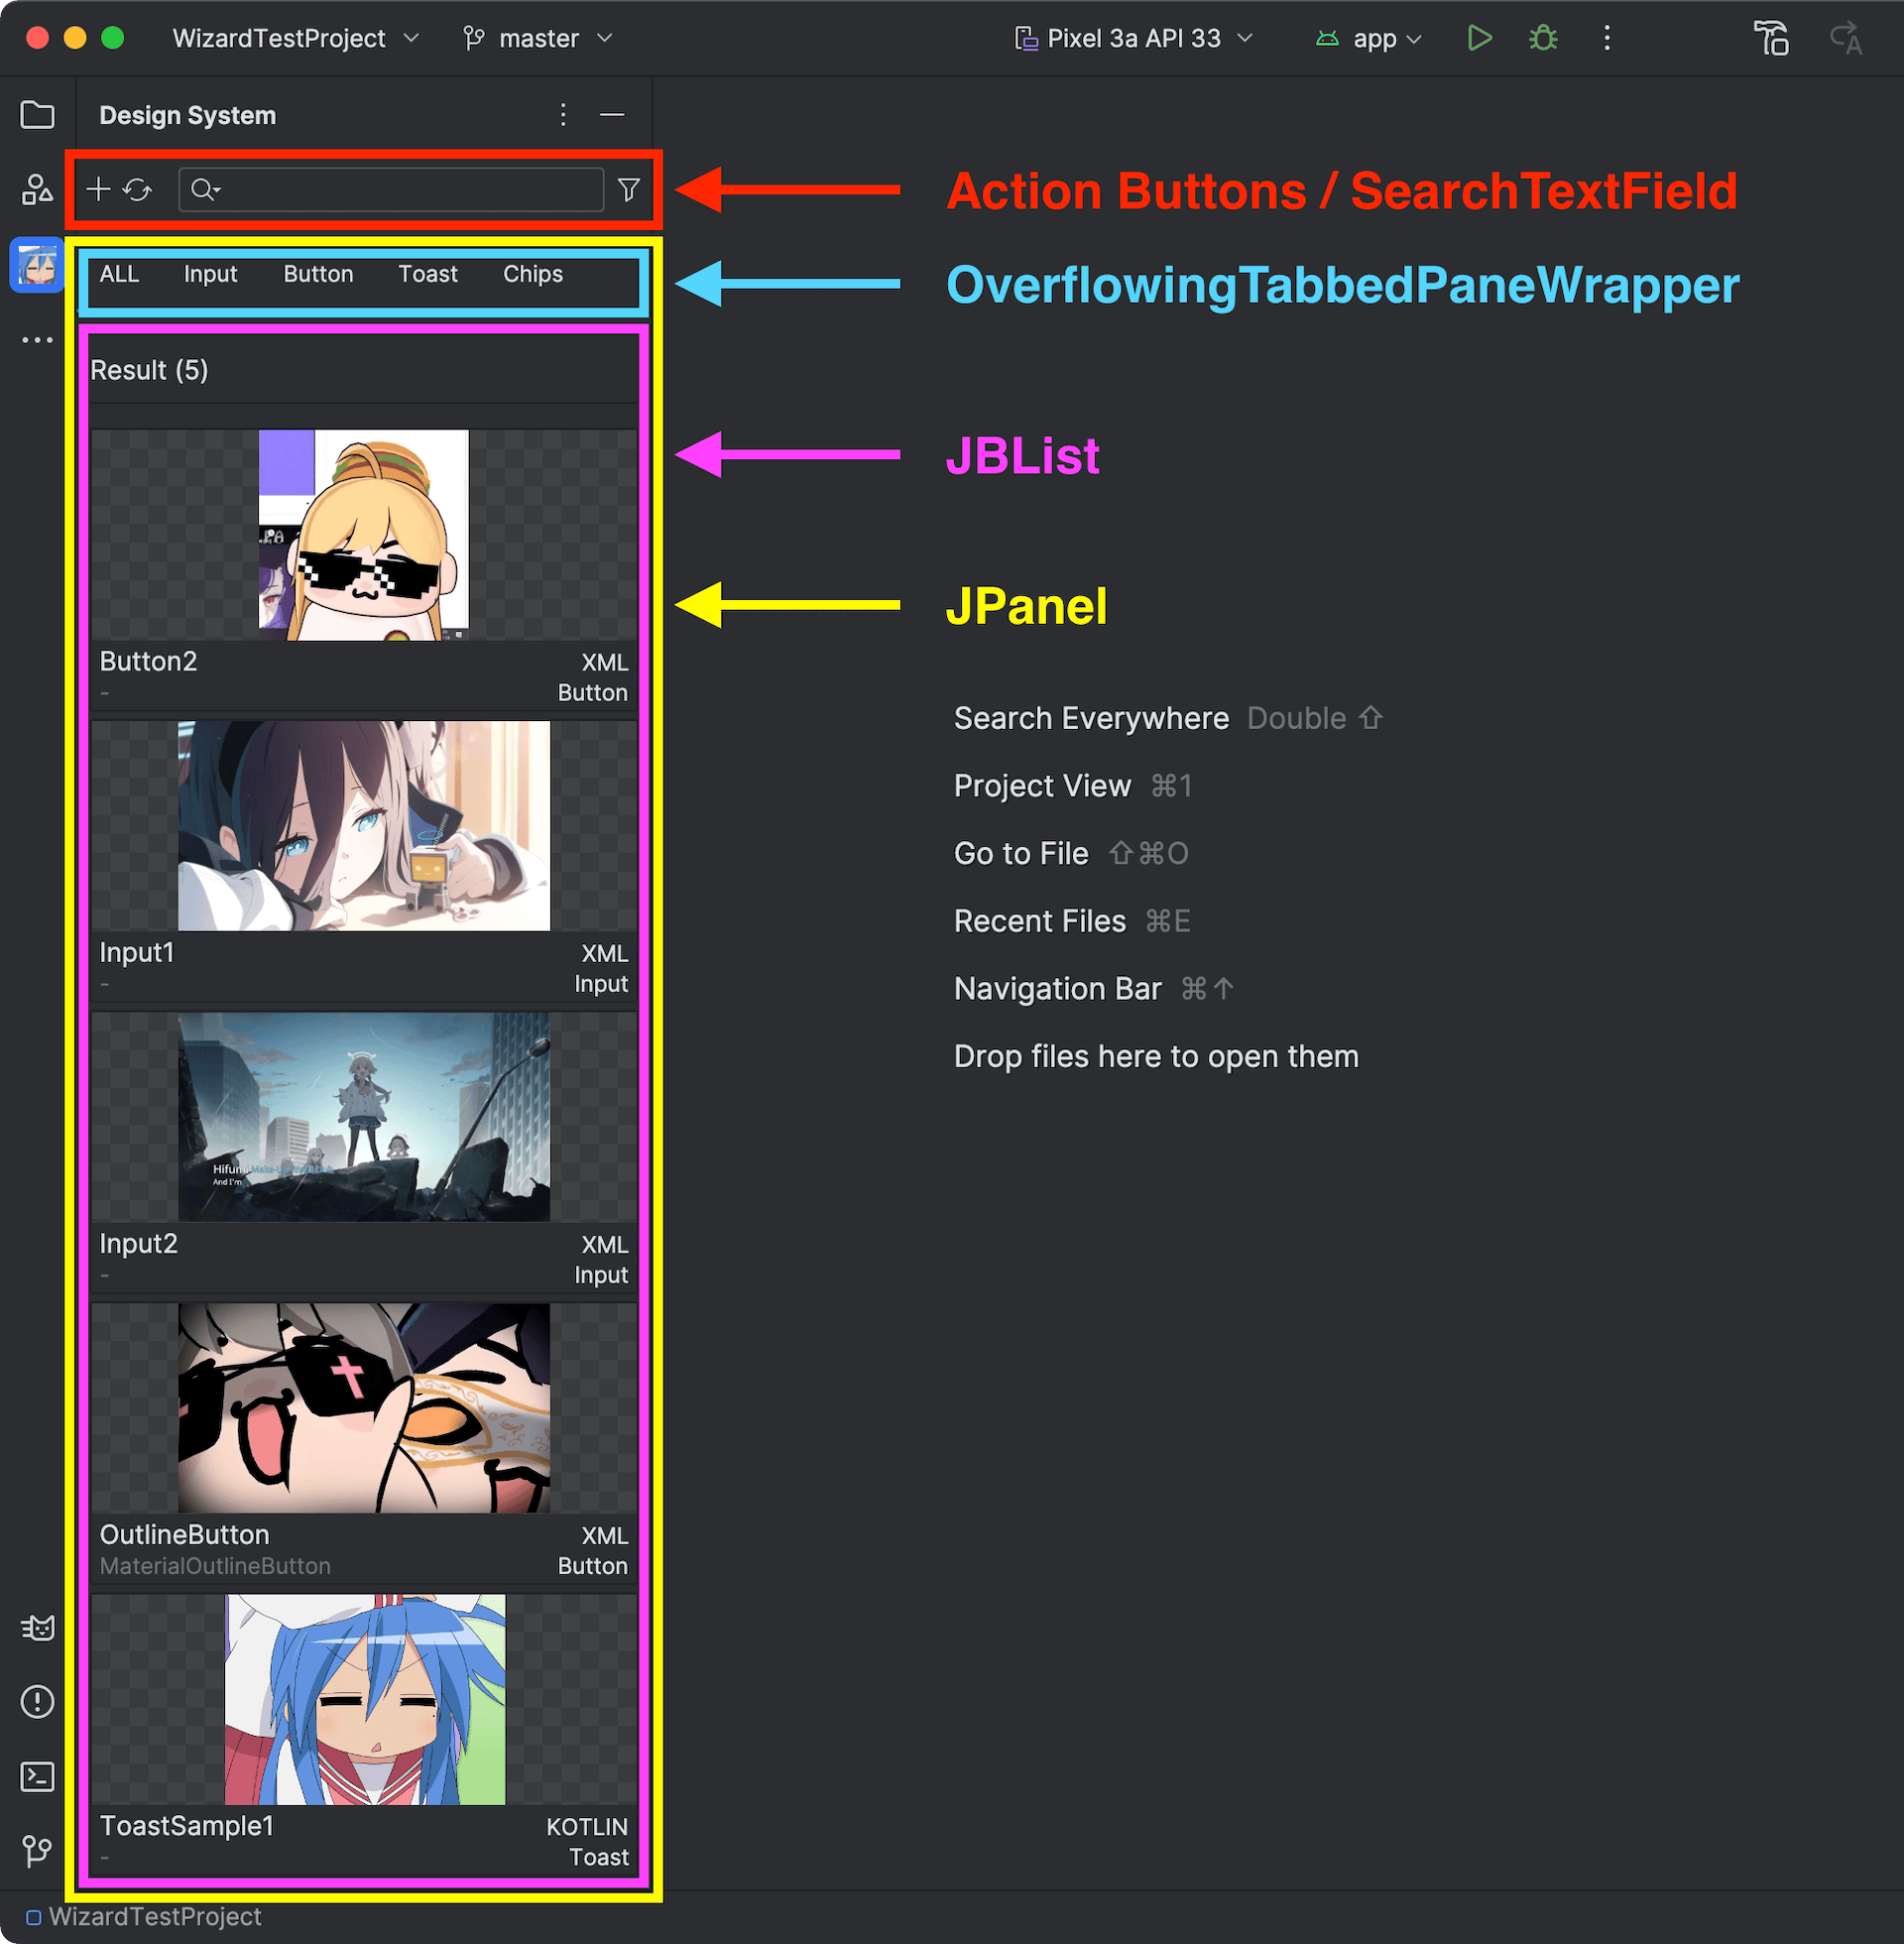 WizardTestProject
master
Pixel 3a API 33
app
Design System
Action Buttons / SearchTextField
ALL Input Button Toast Chips
OverflowingTabbedPaneWrapper
Result (5)
JBList
JPanel
Button2 XML
- Button
Search Everywhere Double ⇧
Project View ⌘1
Go to File ⇧⌘O
Recent Files ⌘E
Navigation Bar ⌘↑
Drop files here to open them
Input1 XML
- Input
Hifumi
And I'm
Input2 XML
- Input
OutlineButton XML
MaterialOutlineButton Button
ToastSample1 KOTLIN
- Toast
WizardTestProject